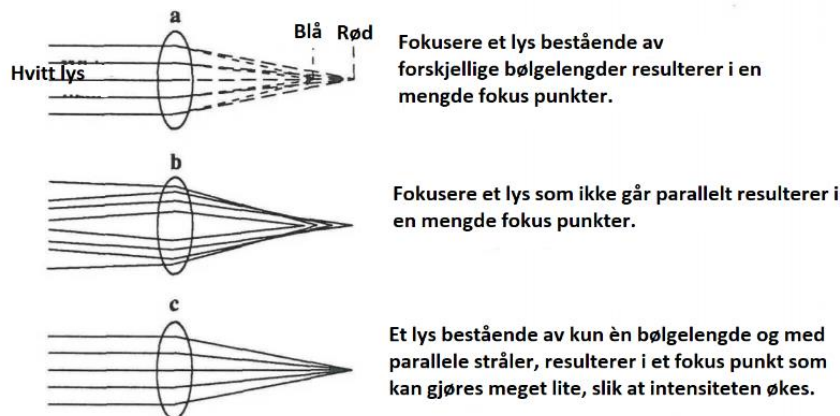 a
Blå Rød
Hvitt lys
Fokusere et lys bestående av
forskjellige bølgelengder resulterer i en
mengde fokus punkter.
b
Fokusere et lys som ikke går parallelt resulterer i
en mengde fokus punkter.
c
Et lys bestående av kun èn bølgelengde og med
parallele stråler, resulterer i et fokus punkt som
kan gjøres meget lite, slik at intensiteten økes.